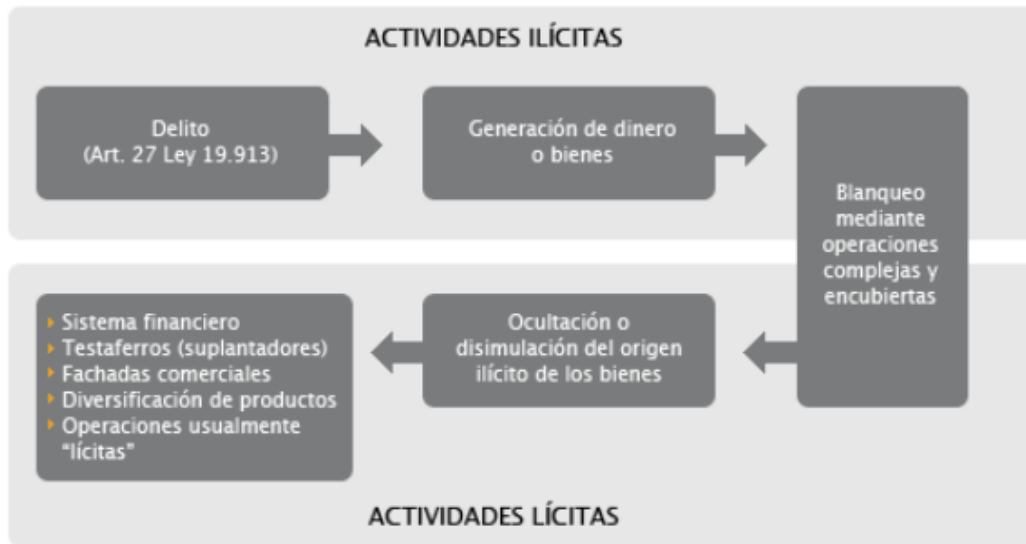 ACTIVIDADES ILÍCITAS
Delito
(Art. 27 Ley 19.913)
Generación de dinero
o bienes
Blanqueo
mediante
operaciones
complejas y
encubiertas
Ocultación o
disimulación del origen
ilícito de los bienes
Sistema financiero
Testaferros (suplantadores)
Fachadas comerciales
Diversificación de productos
Operaciones usualmente
“lícitas”
ACTIVIDADES LÍCITAS